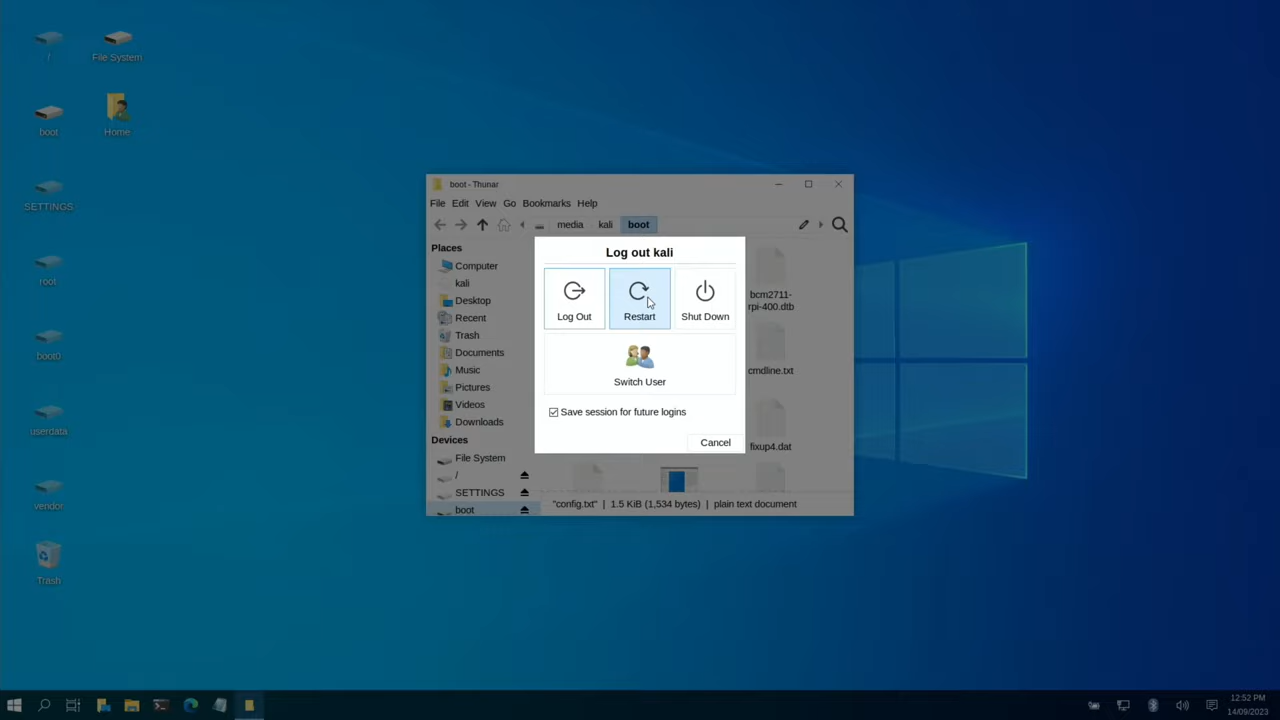 /
File System
boot
Home
SETTINGS
root
boot0
userdata
vendor
Trash
boot - Thunar
File Edit View Go Bookmarks Help
media kali boot
Places
Computer
kali
Desktop
Recent
Trash
Documents
Music
Pictures
Videos
Downloads
Devices
File System
/
SETTINGS
boot
bcm2711-
rpi-400.dtb
cmdline.txt
fixup4.dat
"config.txt" | 1.5 KiB (1,534 bytes) | plain text document
Log out kali
Log Out
Restart
Shut Down
Switch User
Save session for future logins
Cancel
12:52 PM
14/09/2023